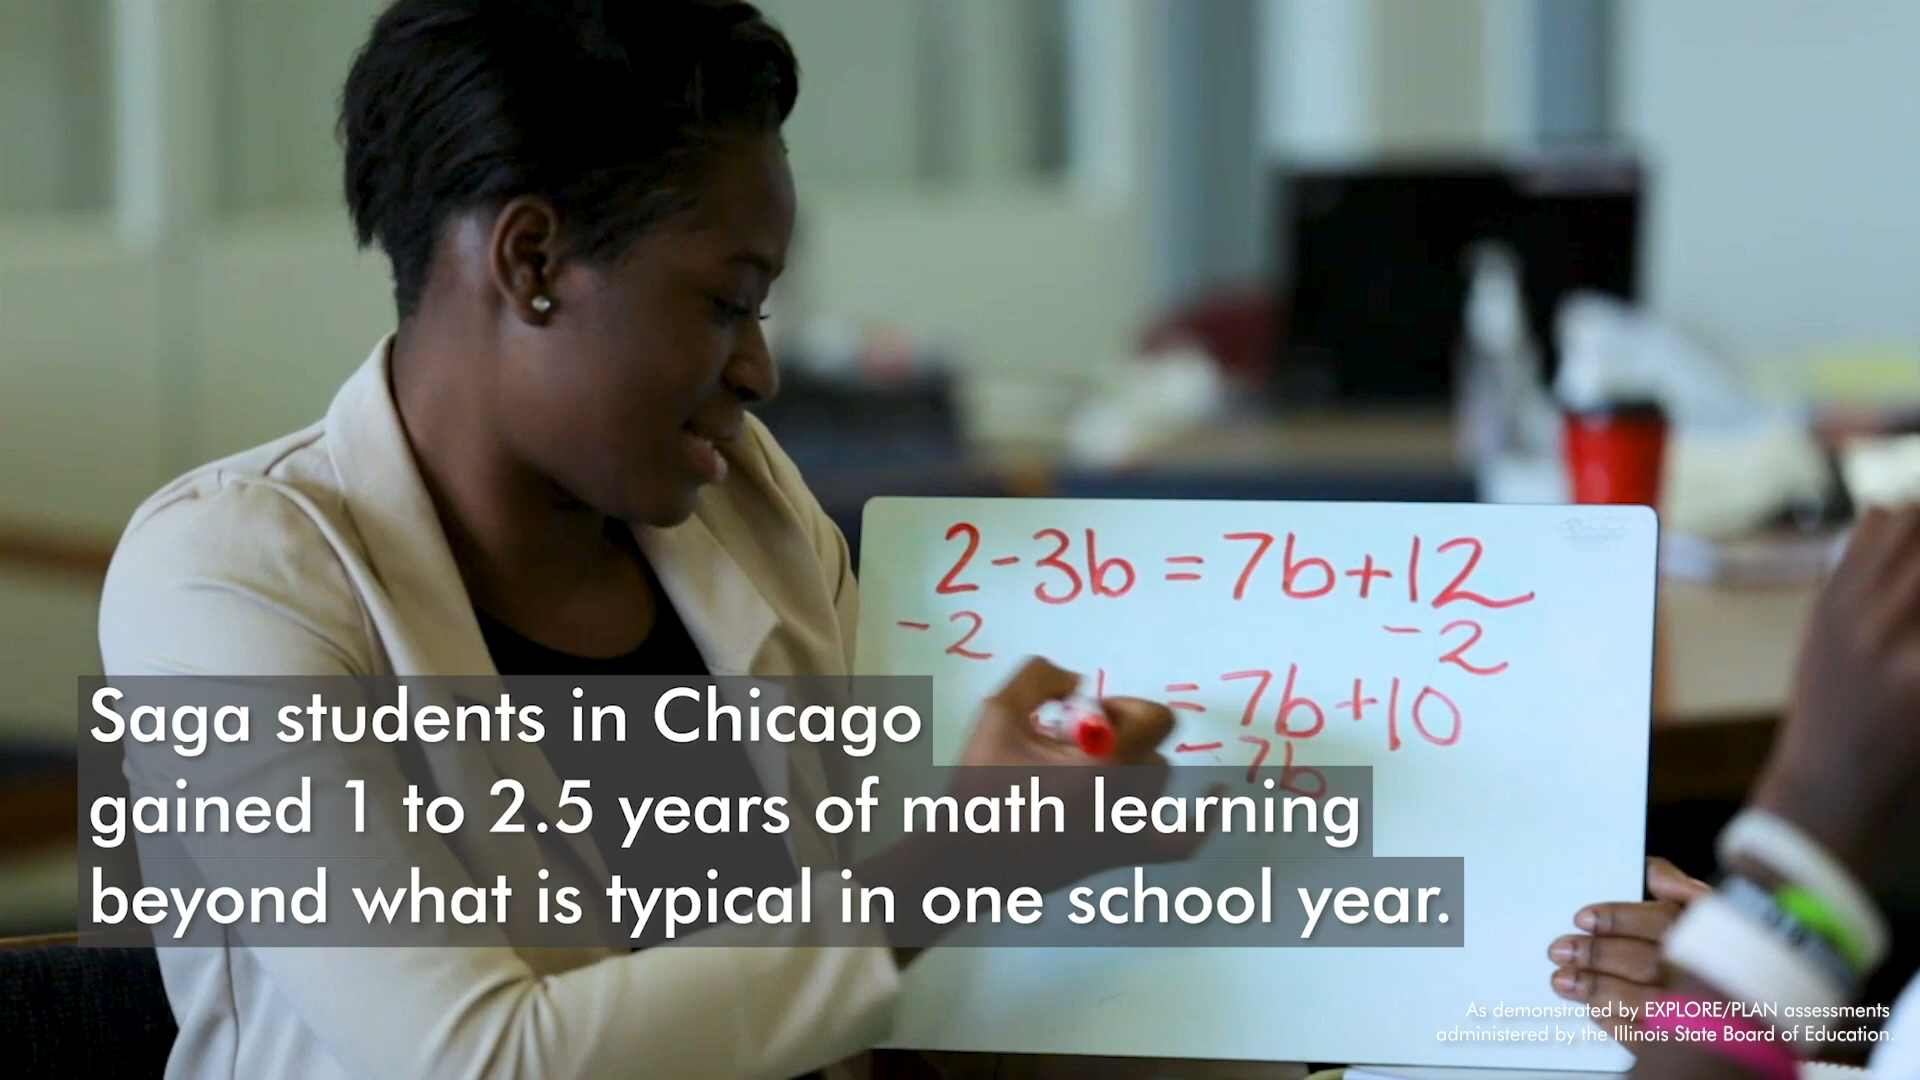 2-3b = 7b+12
-2 -2
= 7b+10
-7b
Saga students in Chicago
gained 1 to 2.5 years of math learning
beyond what is typical in one school year.
As demonstrated by EXPLORE/PLAN assessments
administered by the Illinois State Board of Education.